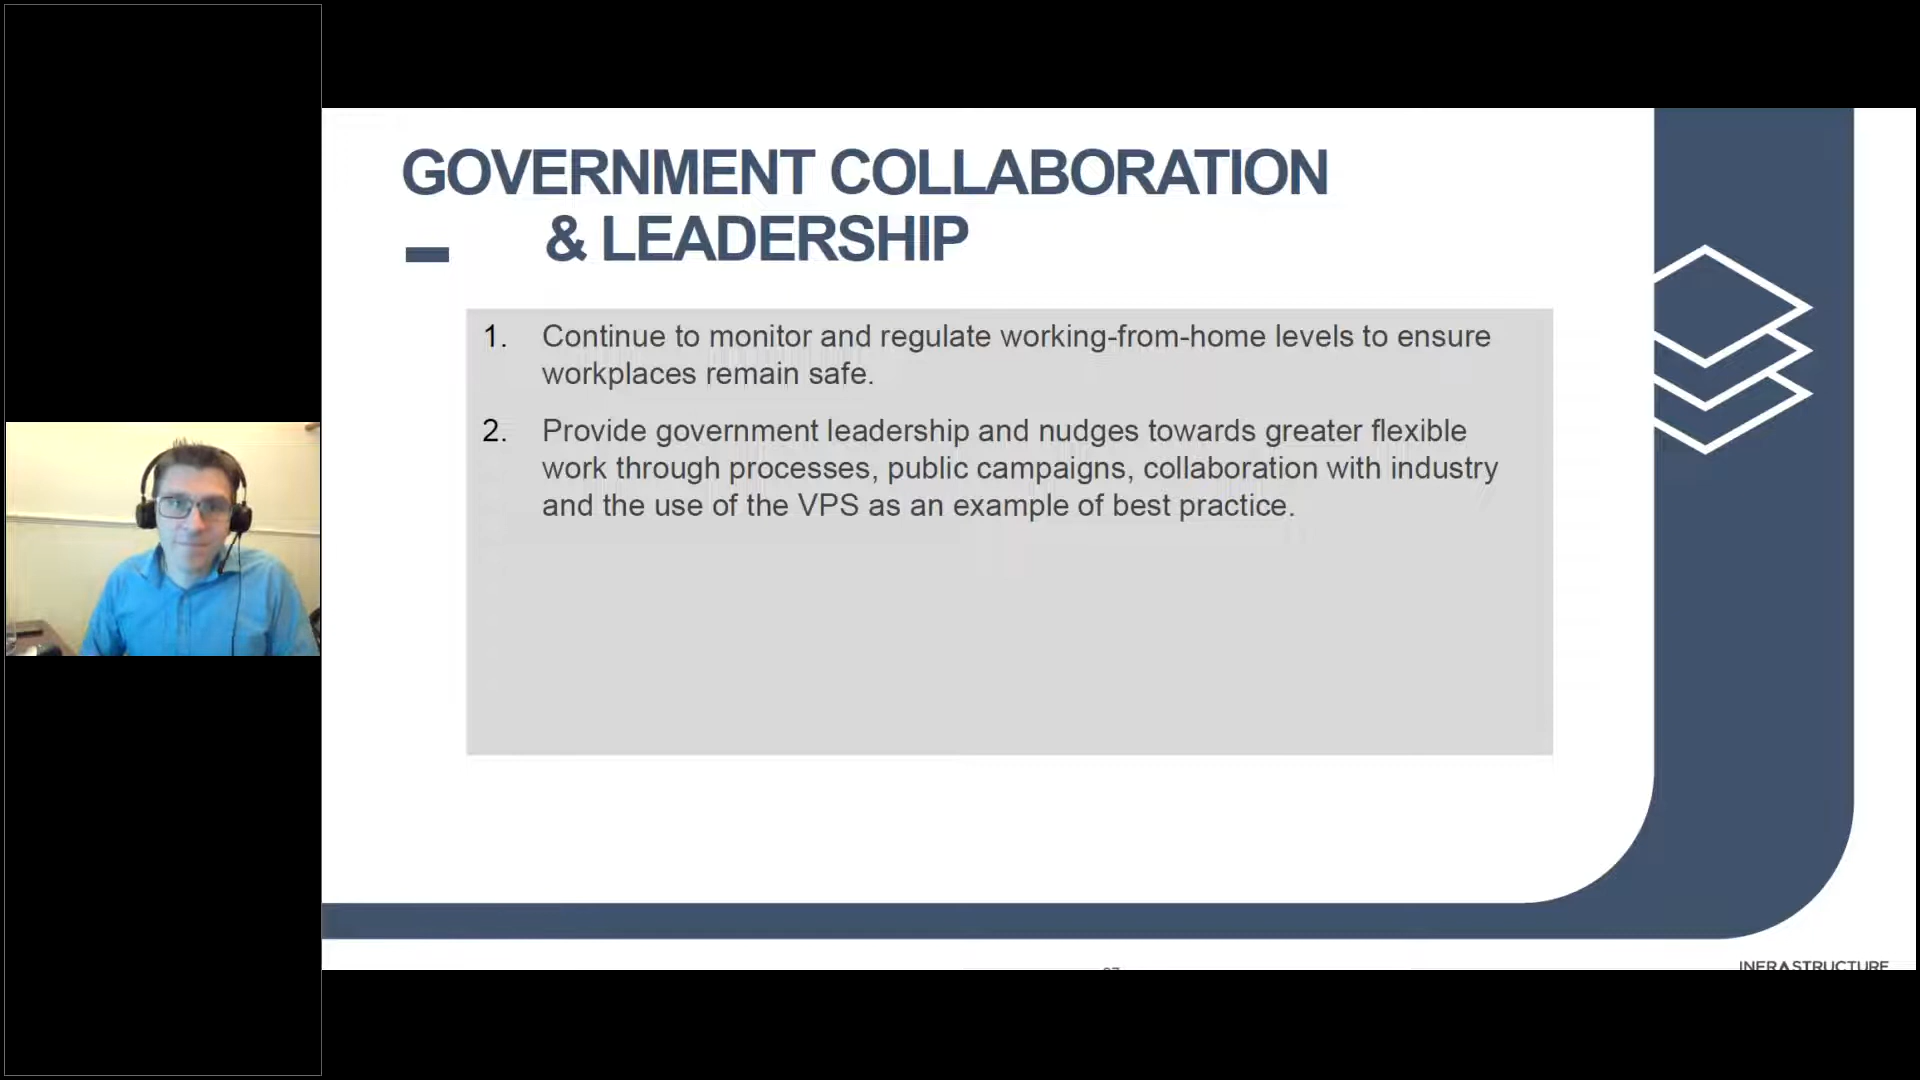 GOVERNMENT COLLABORATION
& LEADERSHIP
1. Continue to monitor and regulate working-from-home levels to ensure
workplaces remain safe.
2. Provide government leadership and nudges towards greater flexible
work through processes, public campaigns, collaboration with industry
and the use of the VPS as an example of best practice.
INFRASTRUCTURE